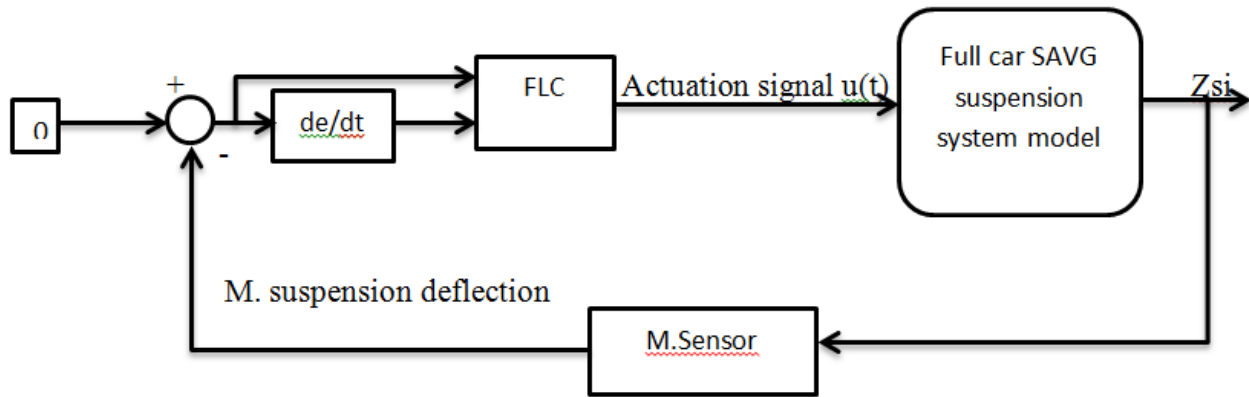 Full car SAVG
suspension
system model
+
FLC
Actuation signal u(t)
Zsi
0
de/dt
-
M. suspension deflection
M.Sensor